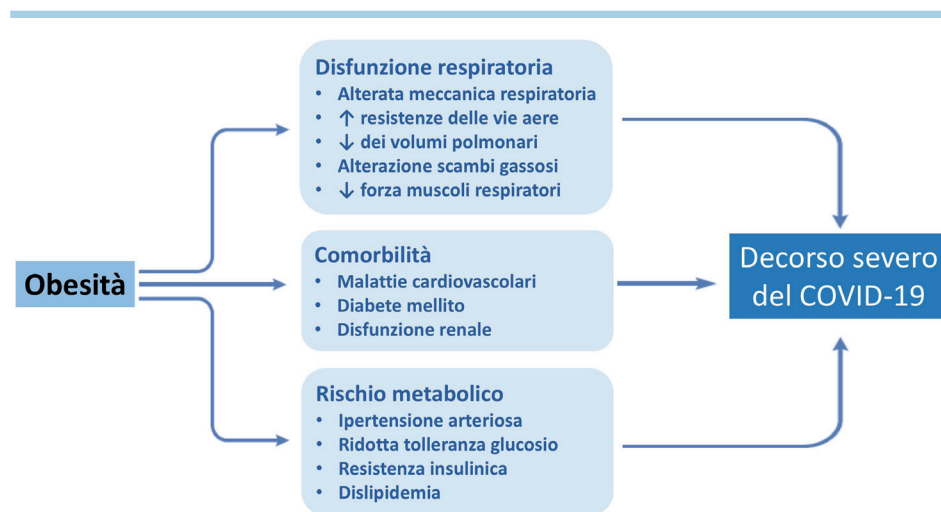 Disfunzione respiratoria
• Alterata meccanica respiratoria
• ↑ resistenze delle vie aere
• ↓ dei volumi polmonari
• Alterazione scambi gassosi
• ↓ forza muscoli respiratori
Obesità
Comorbilità
• Malattie cardiovascolari
• Diabete mellito
• Disfunzione renale
Decorso severo
del COVID-19
Rischio metabolico
• Ipertensione arteriosa
• Ridotta tolleranza glucosio
• Resistenza insulinica
• Dislipidemia